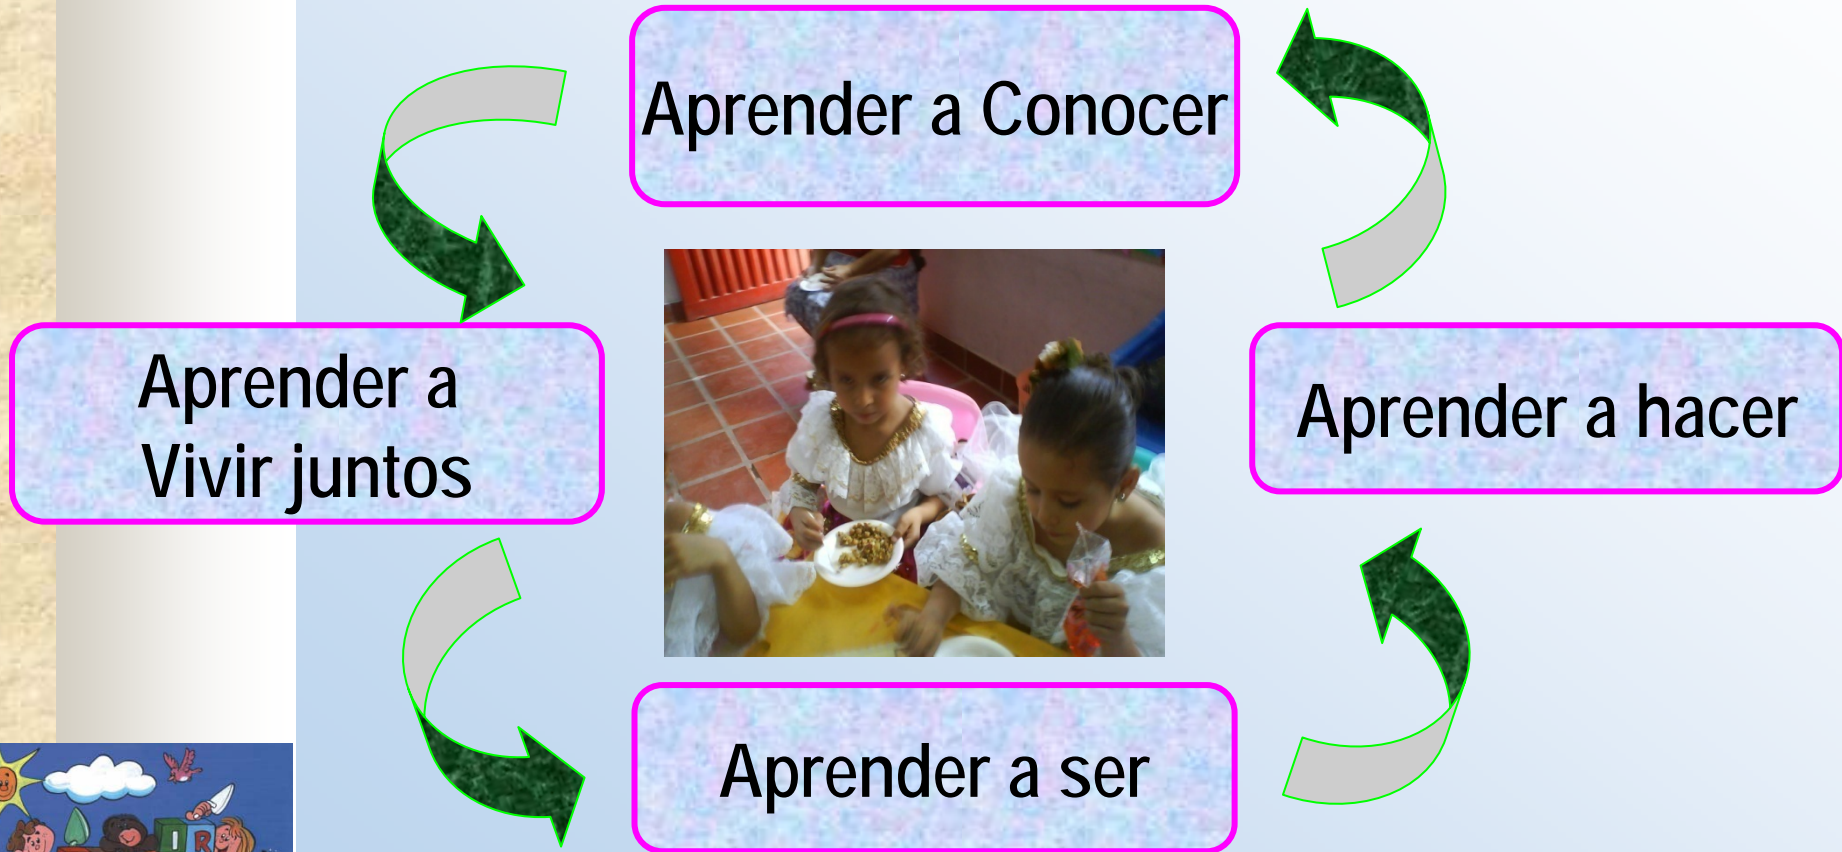 Aprender a Conocer
Aprender a
Vivir juntos
Aprender a hacer
Aprender a ser